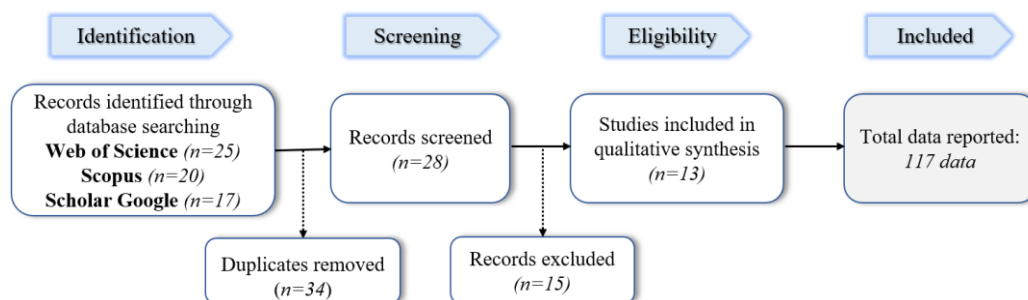 Identification
Screening
Eligibility
Included
Records identified through
database searching
Web of Science (n=25)
Scopus (n=20)
Scholar Google (n=17)
Records screened
(n=28)
Studies included in
qualitative synthesis
(n=13)
Total data reported:
117 data
Duplicates removed
(n=34)
Records excluded
(n=15)